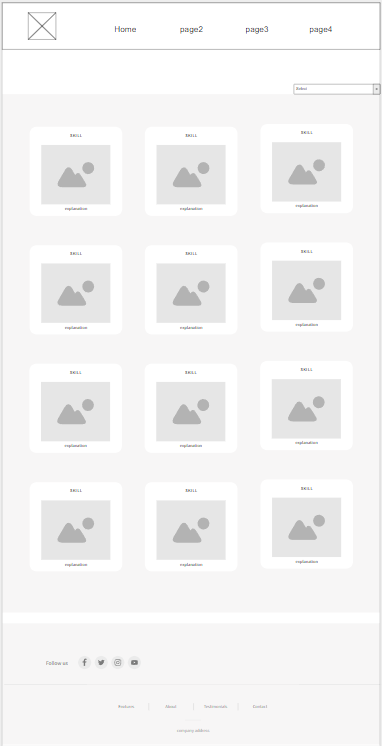 Home page2 page3 page4
Select
SKILL SKILL SKILL
explanation explanation explanation
SKILL SKILL SKILL
explanation explanation explanation
SKILL SKILL SKILL
explanation explanation explanation
SKILL SKILL SKILL
explanation explanation explanation
Follow us
Features | About | Testimonials | Contact
company address